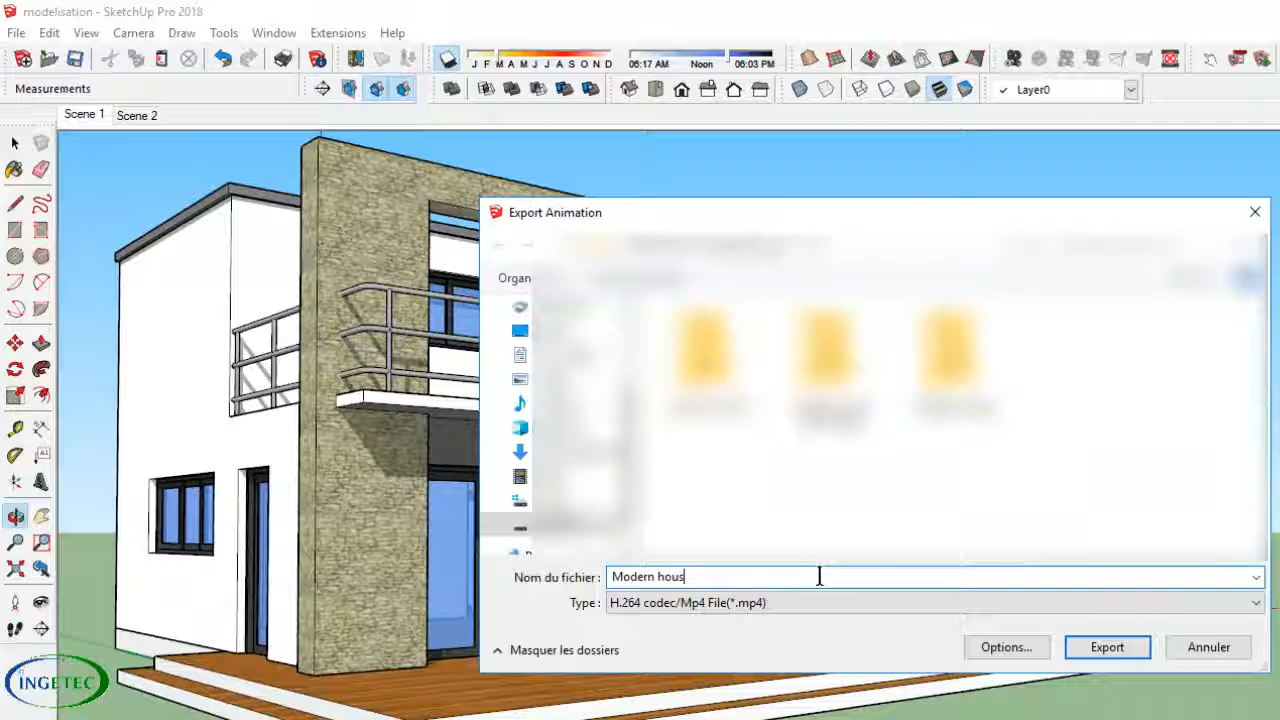 modelisation - SketchUp Pro 2018
File Edit View Camera Draw Tools Window Extensions Help
J F M A M J J A S O N D
06:17 AM Noon 06:03 PM
Measurements
Layer0
Scene 1 Scene 2
Export Animation
Organ
Nom du fichier : Modern hous
Type : H.264 codec/Mp4 File(*.mp4)
Masquer les dossiers Options... Export Annuler
INGETEC